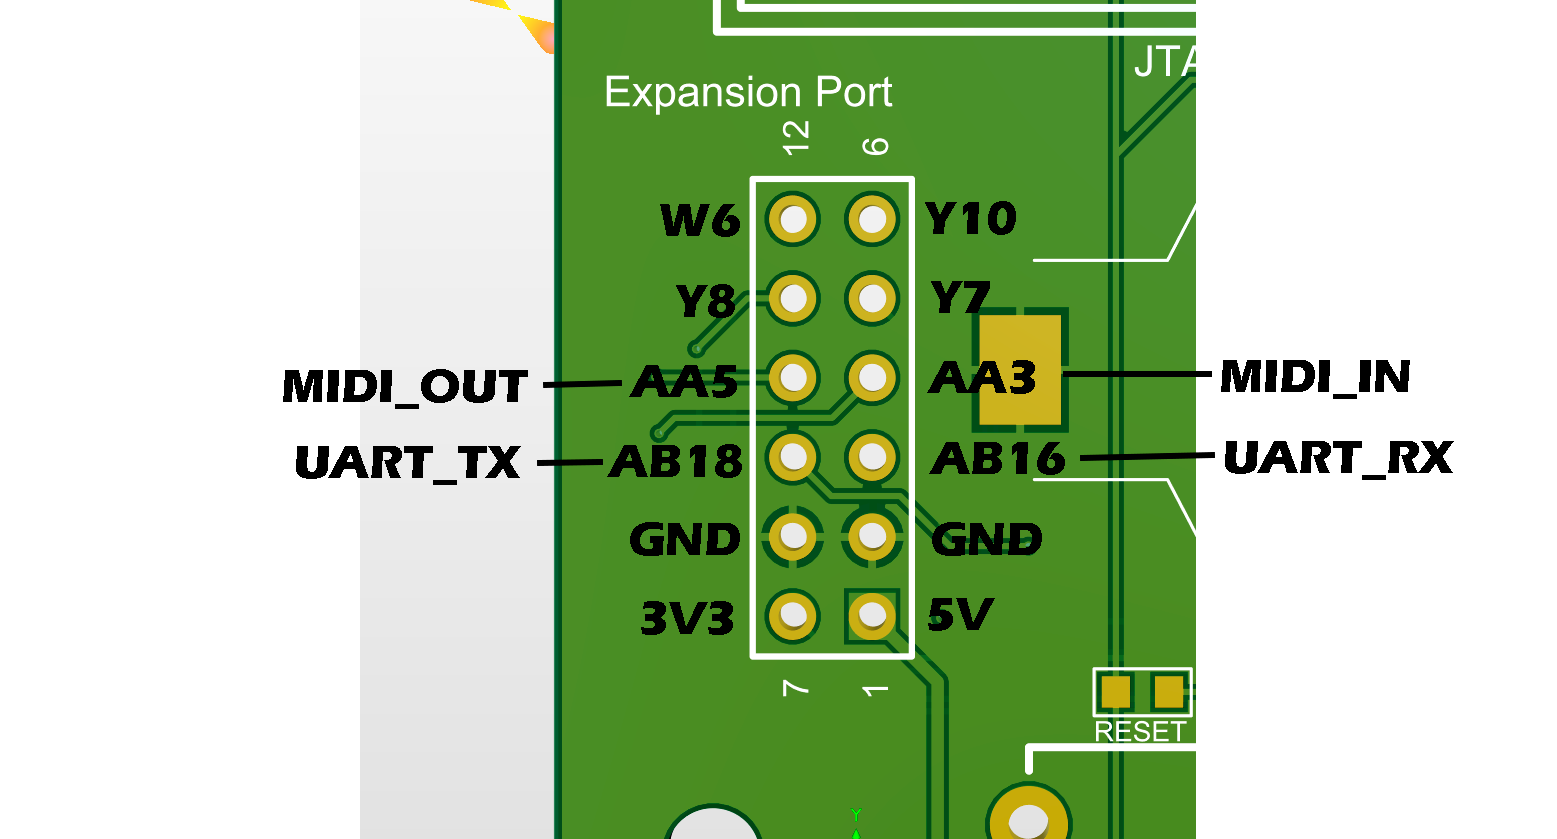 JTA
Expansion Port
12 6
W6 Y10
Y8 Y7
MIDI_OUT AA5 AA3 MIDI_IN
UART_TX AB18 AB16 UART_RX
GND GND
3V3 5V
7 1
RESET
Y